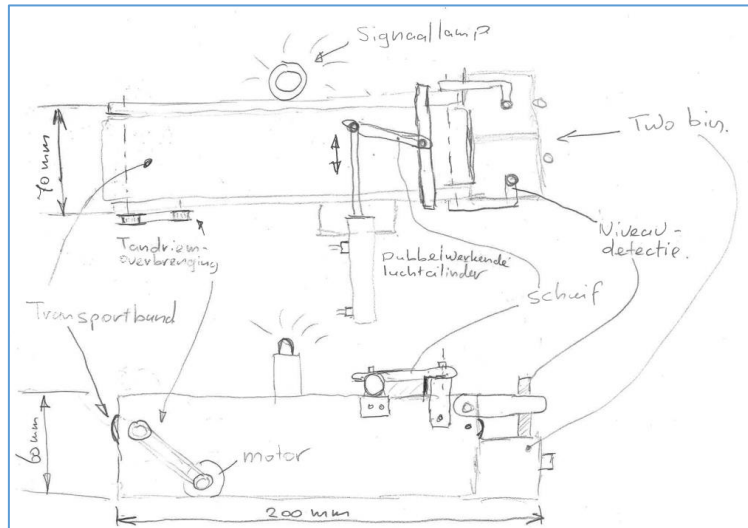 Signaallamp
Two bin.
70 mm
Tandriem-
overbrenging
Dubbelwerkende
luchtcilinder
Niveau-
detectie.
schuif
Transportband
60 mm
motor
200 mm